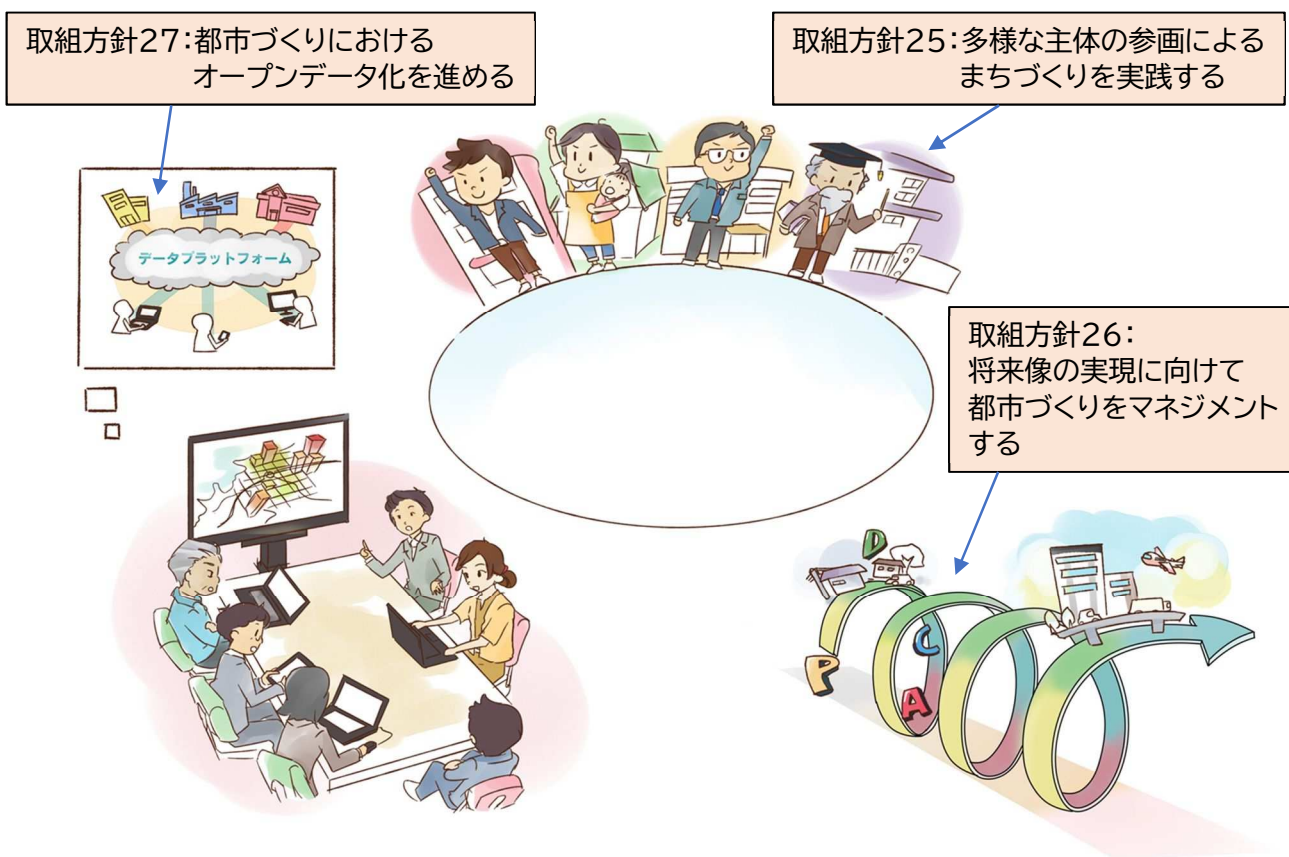 取組方針27：都市づくりにおける
オープンデータ化を進める
取組方針25：多様な主体の参画による
まちづくりを実践する
データプラットフォーム
取組方針26：
将来像の実現に向けて
都市づくりをマネジメント
する
D
C
P
A